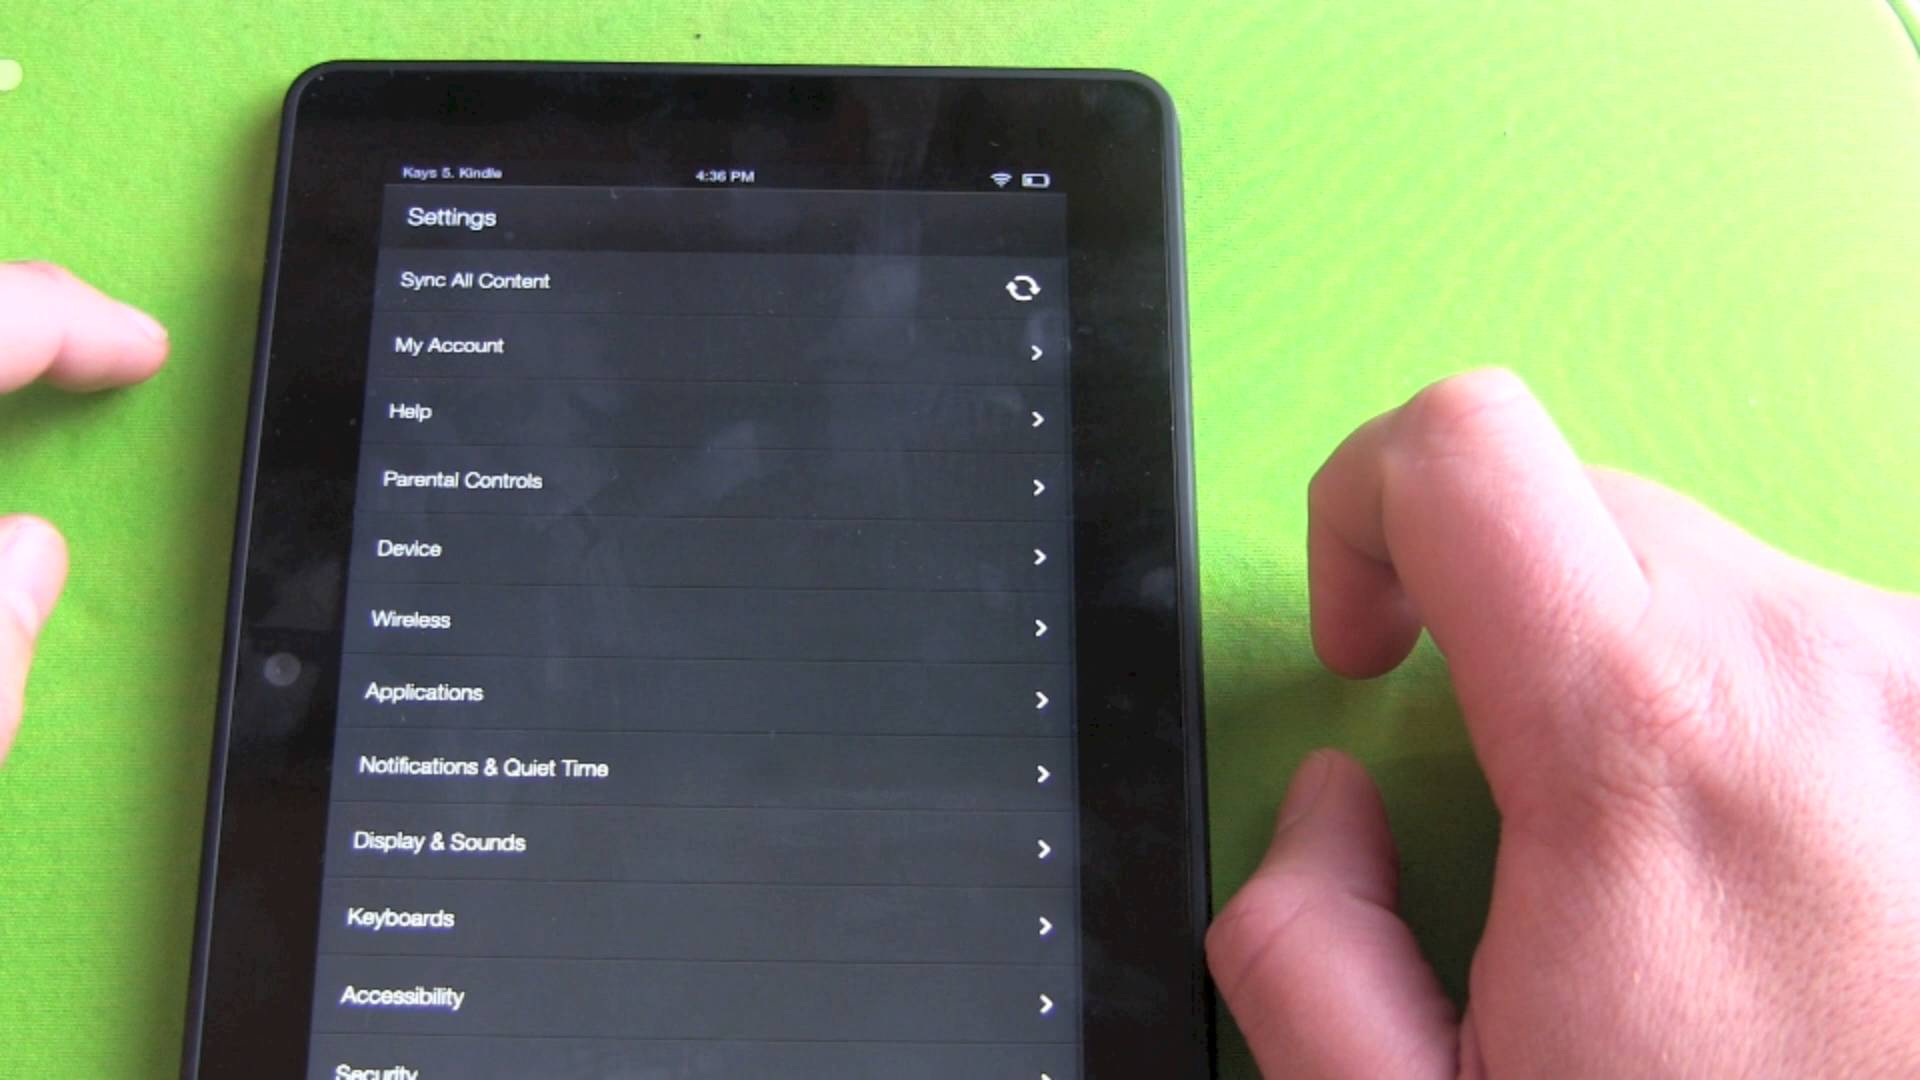 Kays 5. Kindle 4:36 PM
Settings
Sync All Content
My Account
Help
Parental Controls
Device
Wireless
Applications
Notifications & Quiet Time
Display & Sounds
Keyboards
Accessibility
Security